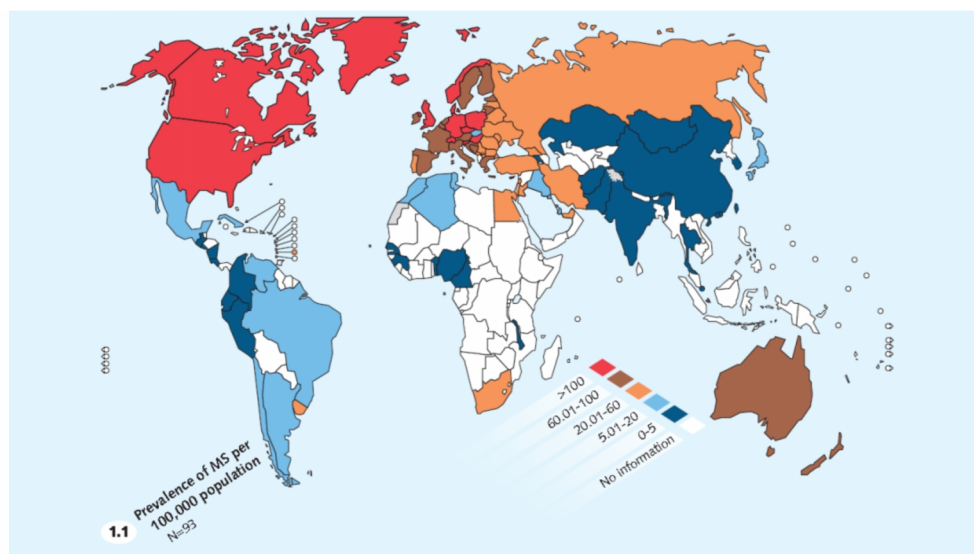 >100
60.01-100
20.01-60
5.01-20
0-5
No information
Prevalence of MS per
100,000 population
N=93
1.1